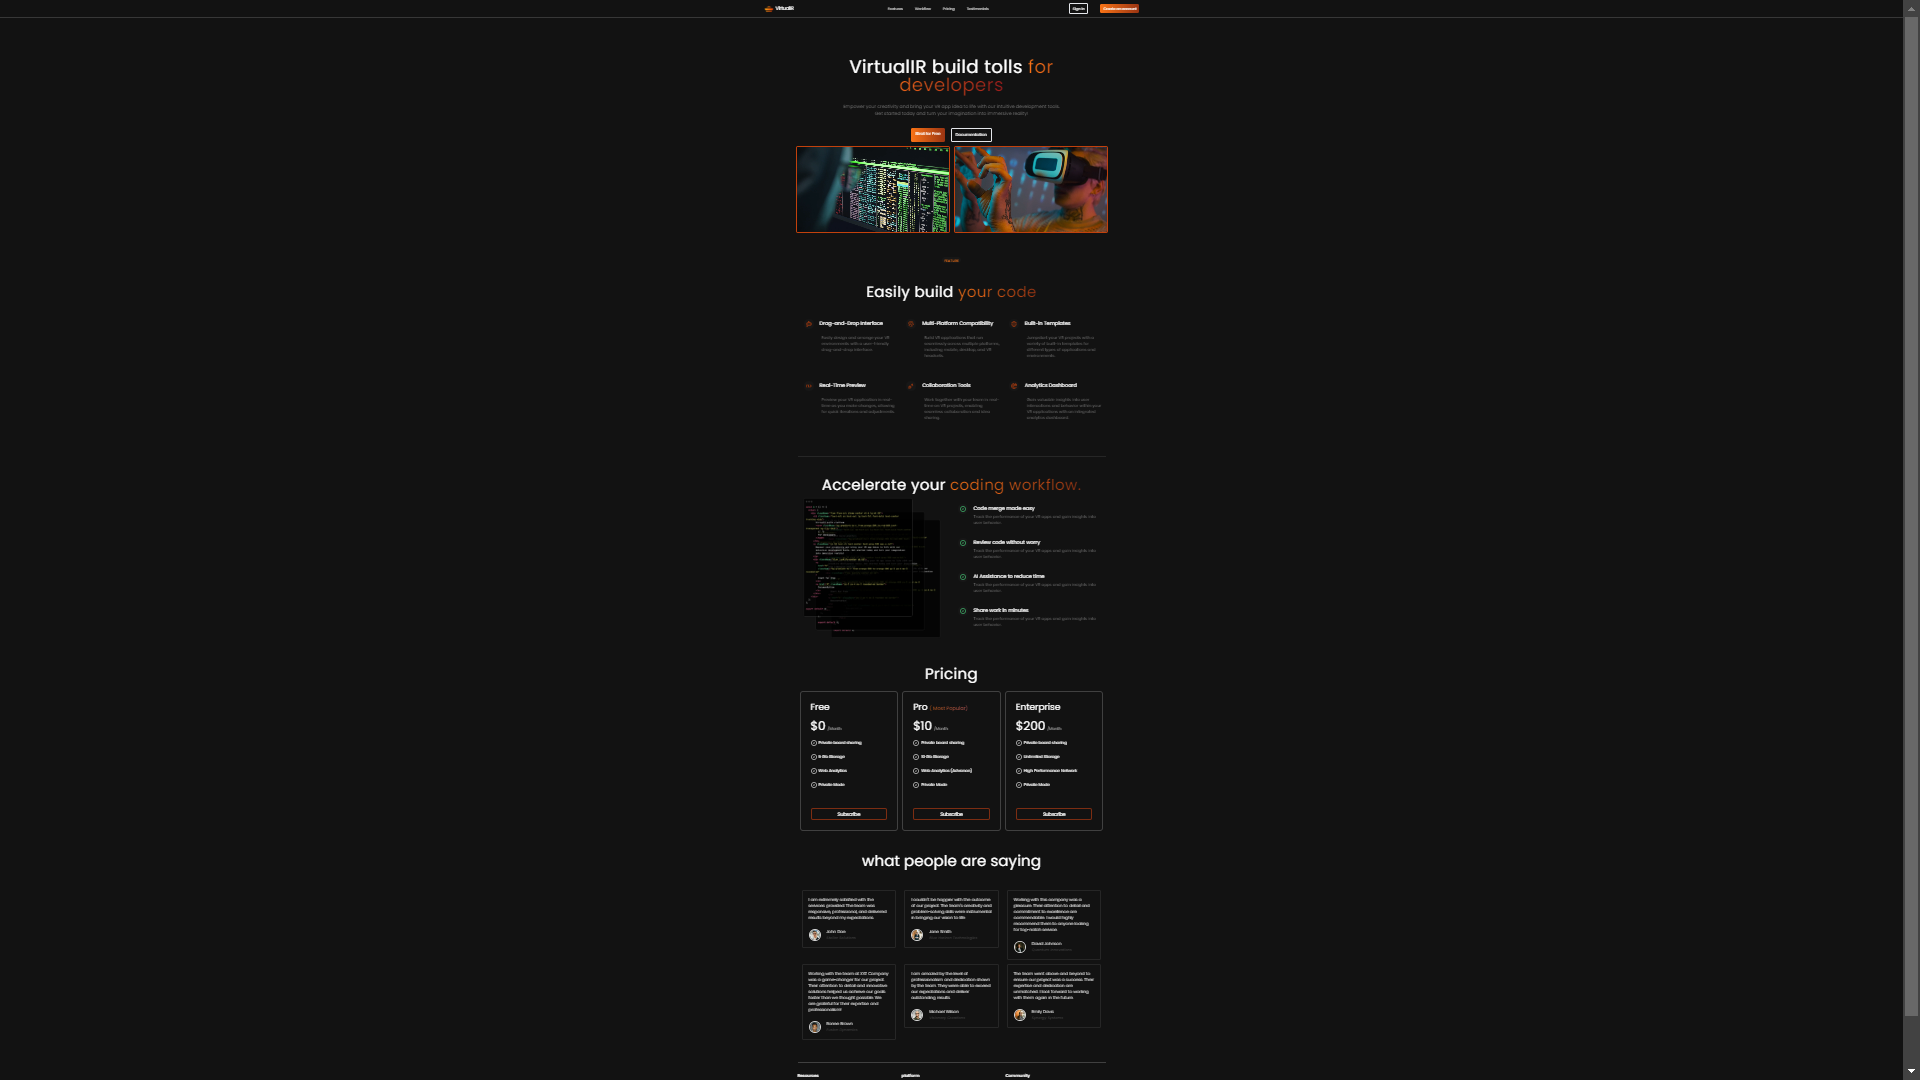 VirtualIR
Features
Workflow
Pricing
Testimonials
Sign In
Create an account
VirtualIR build tolls for
developers
Empower your creativity and bring your VR app idea to life with our intuitive development tools.
Get started today and turn your imagination into immersive reality!
Start for Free
Documentation
Easily build your code
Drag-and-Drop Interface
Easily design and arrange your VR
environments with a user-friendly
drag-and-drop interface.
Multi-Platform Compatibility
Build VR applications that run
seamlessly across multiple platforms,
including mobile, desktop, and VR
headsets.
Built-in Templates
Jumpstart your VR projects with a
variety of built-in templates for
different types of applications and
environments.
Real-Time Preview
Preview your VR application in real-
time as you make changes, allowing
for quick iterations and adjustments.
Collaboration Tools
Work together with your team in real-
time on VR projects, enabling
seamless collaboration and idea
sharing.
Analytics Dashboard
Gain valuable insights into user
interactions and behavior within your
VR applications with an integrated
analytics dashboard.
Accelerate your coding workflow.
Code merge made easy
Track the performance of your VR apps and gain insights into
user behavior.
Review code without worry
Track the performance of your VR apps and gain insights into
user behavior.
AI Assistance to reduce time
Track the performance of your VR apps and gain insights into
user behavior.
Share work in minutes
Track the performance of your VR apps and gain insights into
user behavior.
Pricing
Free
$0 /Month
Private board sharing
5 Gb Storage
Web Analytics
Private Mode
Subscribe
Pro ( Most Popular)
$10 /Month
Private board sharing
10 Gb Storage
Web Analytics (Advance)
Private Mode
Subscribe
Enterprise
$200 /Month
Private board sharing
Unlimited Storage
High Performance Network
Private Mode
Subscribe
what people are saying
I am extremely satisfied with the
services provided. The team was
responsive, professional, and delivered
results beyond my expectations.
John Doe
I couldn't be happier with the outcome
of our project. The team's creativity and
problem-solving skills were instrumental
in bringing our vision to life
Jane Smith
Working with this company was a
pleasure. Their attention to detail and
commitment to excellence are
commendable. I would highly
recommend them to anyone looking
for top-notch service.
David Johnson
Working with the team at XYZ Company
was a game-changer for our project.
Their attention to detail and innovative
solutions helped us achieve our goals
faster than we thought possible. We
are grateful for their expertise and
professionalism!
Ronee Brown
I am amazed by the level of
professionalism and dedication shown
by the team. They were able to exceed
our expectations and deliver
outstanding results.
Michael Wilson
The team went above and beyond to
ensure our project was a success. Their
expertise and dedication are
unmatched. I look forward to working
with them again in the future.
Emily Davis
Resources
platform
Community